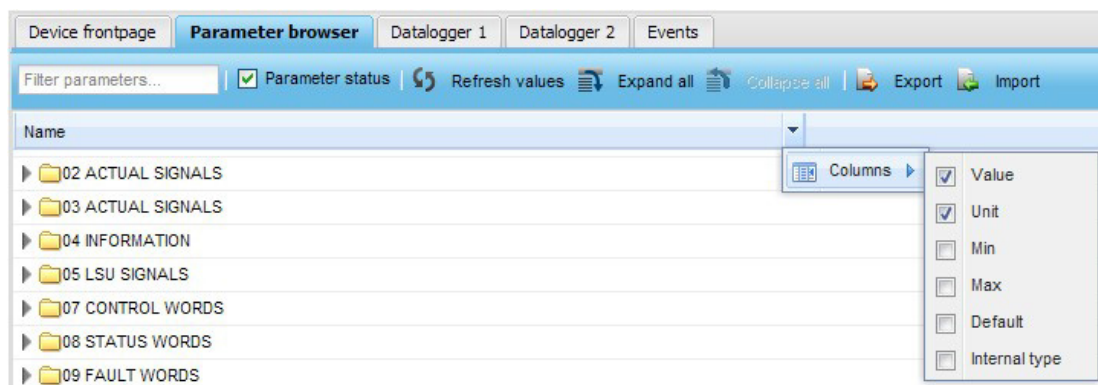 Device frontpage Parameter browser Datalogger 1 Datalogger 2 Events
Filter parameters... Parameter status Refresh values Expand all Collapse all Export Import
Name
02 ACTUAL SIGNALS Columns Value
03 ACTUAL SIGNALS Unit
04 INFORMATION Min
05 LSU SIGNALS Max
07 CONTROL WORDS Default
08 STATUS WORDS Internal type
09 FAULT WORDS